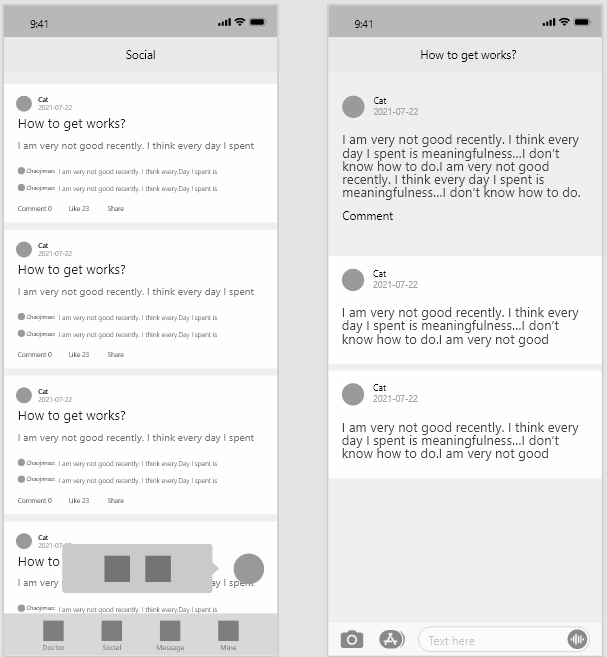 9:41
Social
Cat
2021-07-22
How to get works?
I am very not good recently. I think every day I spent
Chaojimao: I am very not good recently. I think every.Day I spent is
Chaojimao: I am very not good recently. I think every.Day I spent is
Comment 0 Like 23 Share
Cat
2021-07-22
How to get works?
I am very not good recently. I think every day I spent
Chaojimao: I am very not good recently. I think every.Day I spent is
Chaojimao: I am very not good recently. I think every.Day I spent is
Comment 0 Like 23 Share
Cat
2021-07-22
How to get works?
I am very not good recently. I think every day I spent
Chaojimao: I am very not good recently. I think every.Day I spent is
Chaojimao: I am very not good recently. I think every.Day I spent is
Comment 0 Like 23 Share
Cat
2021-07-22
How to
I am very ay I spent
Chaojimao: I am very not good recently. I think every.Day I spent is
Doctor Social Message Mine
9:41
How to get works?
Cat
2021-07-22
I am very not good recently. I think every
day I spent is meaningfulness...I don't
know how to do.I am very not good
recently. I think every day I spent is
meaningfulness...I don't know how to do.
Comment
Cat
2021-07-22
I am very not good recently. I think every
day I spent is meaningfulness...I don't
know how to do.I am very not good
Cat
2021-07-22
I am very not good recently. I think every
day I spent is meaningfulness...I don't
know how to do.I am very not good
Text here